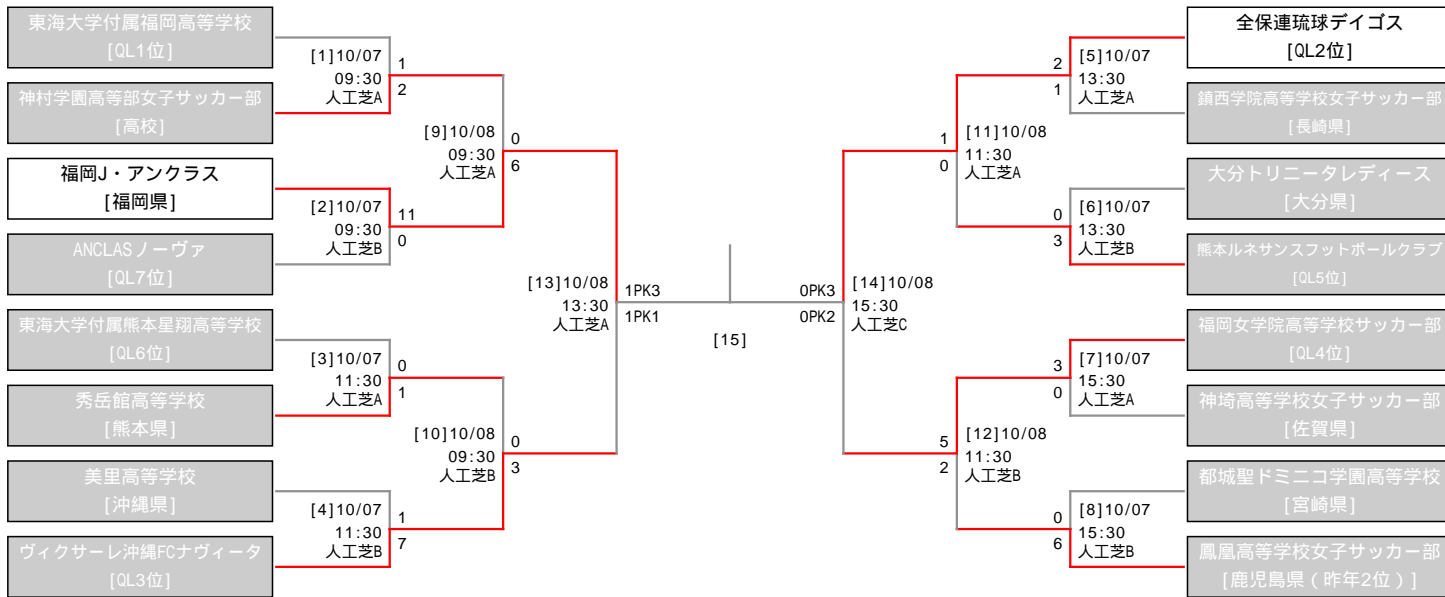 東海大学付属福岡高等学校
[QL1位]
[1]10/07
09:30
人工芝A
1
2
神村学園高等部女子サッカー部
[高校]
[9]10/08
09:30
人工芝A
0
6
福岡J・アンクラス
[福岡県]
[2]10/07
09:30
人工芝B
11
0
ANCLASノーヴァ
[QL7位]
[13]10/08
13:30
人工芝A
1PK3
1PK1
東海大学付属熊本星翔高等学校
[QL6位]
[3]10/07
11:30
人工芝A
0
1
秀岳館高等学校
[熊本県]
[10]10/08
09:30
人工芝B
0
3
美里高等学校
[沖縄県]
[4]10/07
11:30
人工芝B
1
7
ヴィクサーレ沖縄FCナヴィータ
[QL3位]
[15]
全保連琉球デイゴス
[QL2位]
2
1
[5]10/07
13:30
人工芝A
鎮西学院高等学校女子サッカー部
[長崎県]
1
0
[11]10/08
11:30
人工芝A
大分トリニータレディース
[大分県]
0
3
[6]10/07
13:30
人工芝B
熊本ルネサンスフットボールクラブ
[QL5位]
0PK3
0PK2
[14]10/08
15:30
人工芝C
福岡女学院高等学校サッカー部
[QL4位]
3
0
[7]10/07
15:30
人工芝A
神埼高等学校女子サッカー部
[佐賀県]
5
2
[12]10/08
11:30
人工芝B
都城聖ドミニコ学園高等学校
[宮崎県]
0
6
[8]10/07
15:30
人工芝B
鳳凰高等学校女子サッカー部
[鹿児島県(昨年2位)]